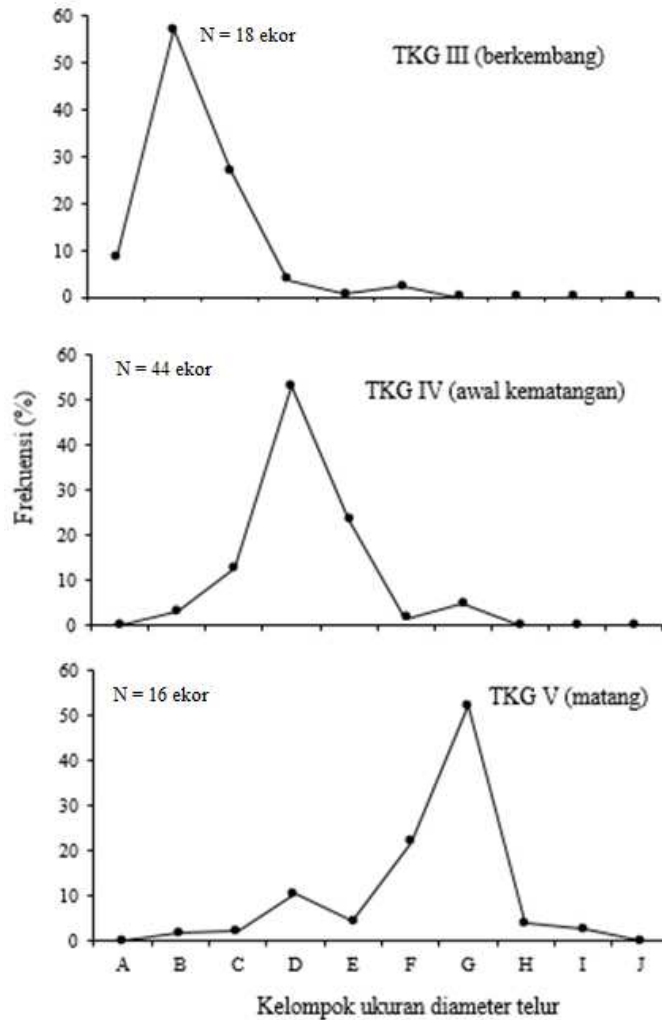 60
N = 18 ekor
TKG III (berkembang)
50
40
30
20
10
0
60
N = 44 ekor
TKG IV (awal kematangan)
50
40
30
20
10
0
Frekuensi (%)
70
N = 16 ekor
TKG V (matang)
60
50
40
30
20
10
0
A B C D E F G H I J
Kelompok ukuran diameter telur